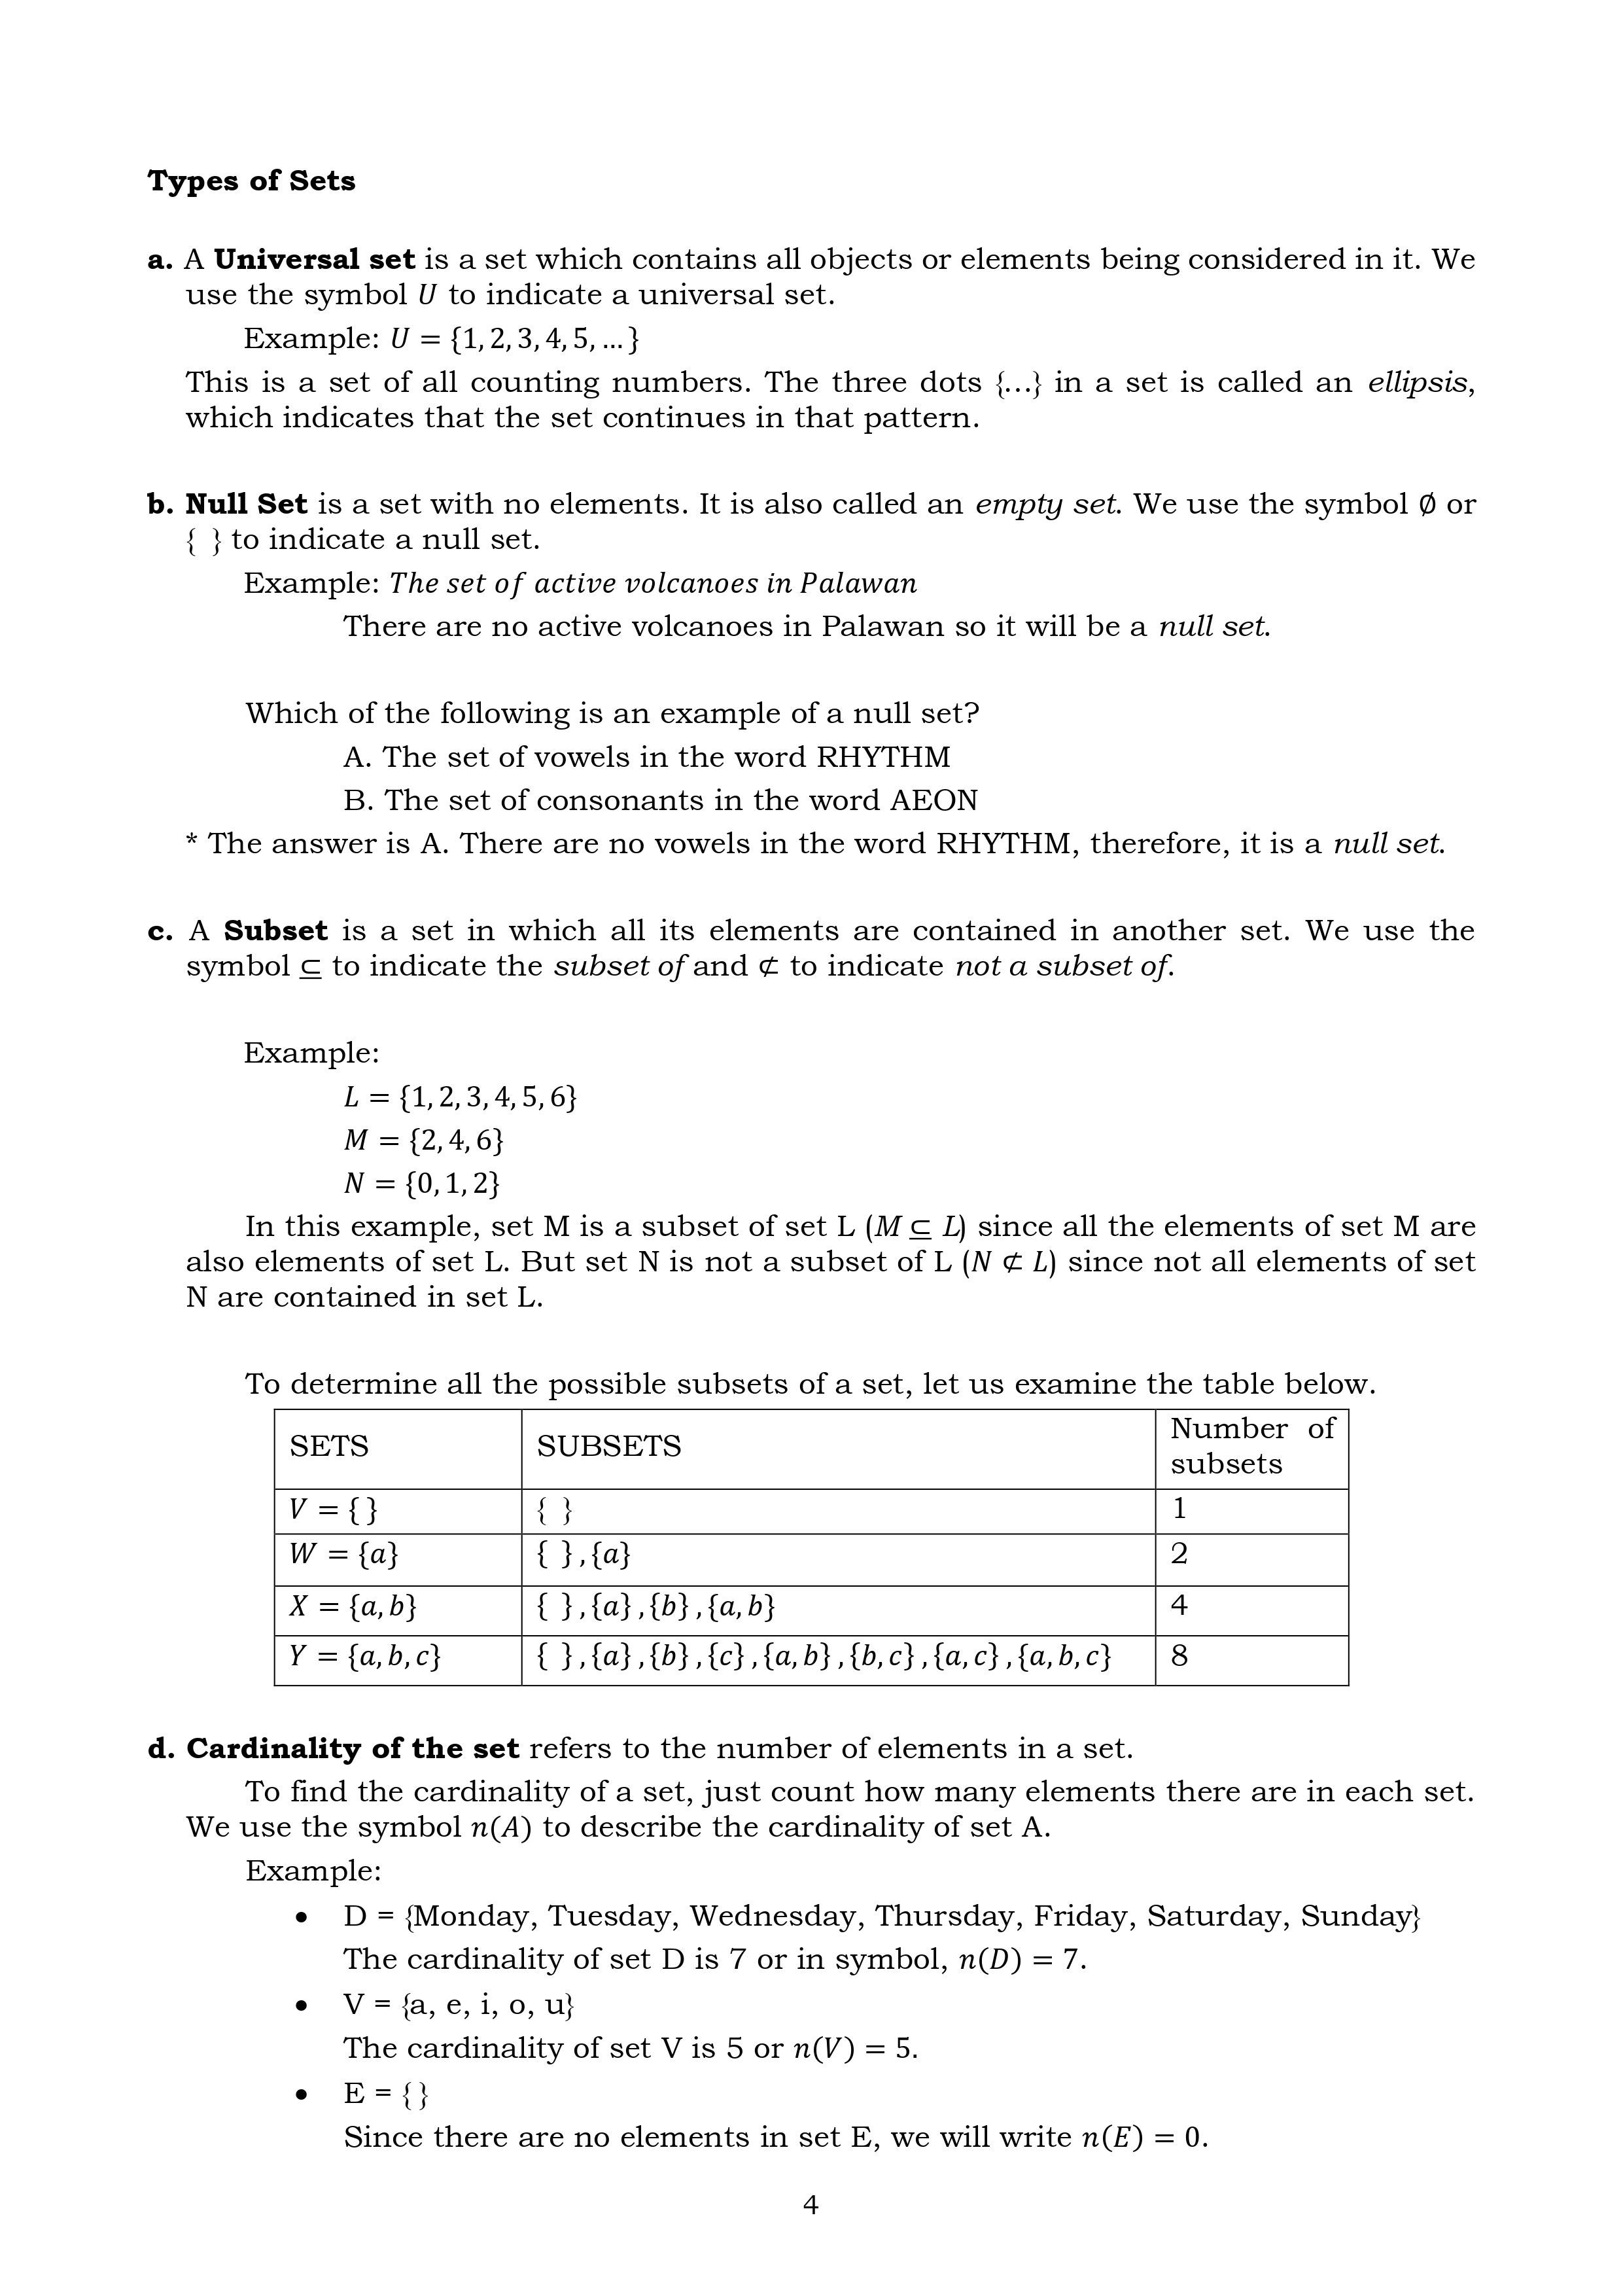 Types of Sets
a. A Universal set is a set which contains all objects or elements being considered in it. We
use the symbol U to indicate a universal set.
Example: U = {1, 2, 3, 4, 5, … }
This is a set of all counting numbers. The three dots {…} in a set is called an ellipsis,
which indicates that the set continues in that pattern.
b. Null Set is a set with no elements. It is also called an empty set. We use the symbol ∅ or
{ } to indicate a null set.
Example: The set of active volcanoes in Palawan
There are no active volcanoes in Palawan so it will be a null set.
Which of the following is an example of a null set?
A. The set of vowels in the word RHYTHM
B. The set of consonants in the word AEON
* The answer is A. There are no vowels in the word RHYTHM, therefore, it is a null set.
c. A Subset is a set in which all its elements are contained in another set. We use the
symbol ⊆ to indicate the subset of and ⊄ to indicate not a subset of.
Example:
L = {1, 2, 3, 4, 5, 6}
M = {2, 4, 6}
N = {0, 1, 2}
In this example, set M is a subset of set L (M ⊆ L) since all the elements of set M are
also elements of set L. But set N is not a subset of L (N ⊄ L) since not all elements of set
N are contained in set L.
To determine all the possible subsets of a set, let us examine the table below.
SETS SUBSETS Number of
subsets
V = { } { } 1
W = {a} { } , {a} 2
X = {a, b} { } , {a} , {b} , {a, b} 4
Y = {a, b, c} { } , {a} , {b} , {c} , {a, b} , {b, c} , {a, c} , {a, b, c} 8
d. Cardinality of the set refers to the number of elements in a set.
To find the cardinality of a set, just count how many elements there are in each set.
We use the symbol n(A) to describe the cardinality of set A.
Example:
• D = {Monday, Tuesday, Wednesday, Thursday, Friday, Saturday, Sunday}
The cardinality of set D is 7 or in symbol, n(D) = 7.
• V = {a, e, i, o, u}
The cardinality of set V is 5 or n(V) = 5.
• E = { }
Since there are no elements in set E, we will write n(E) = 0.
4